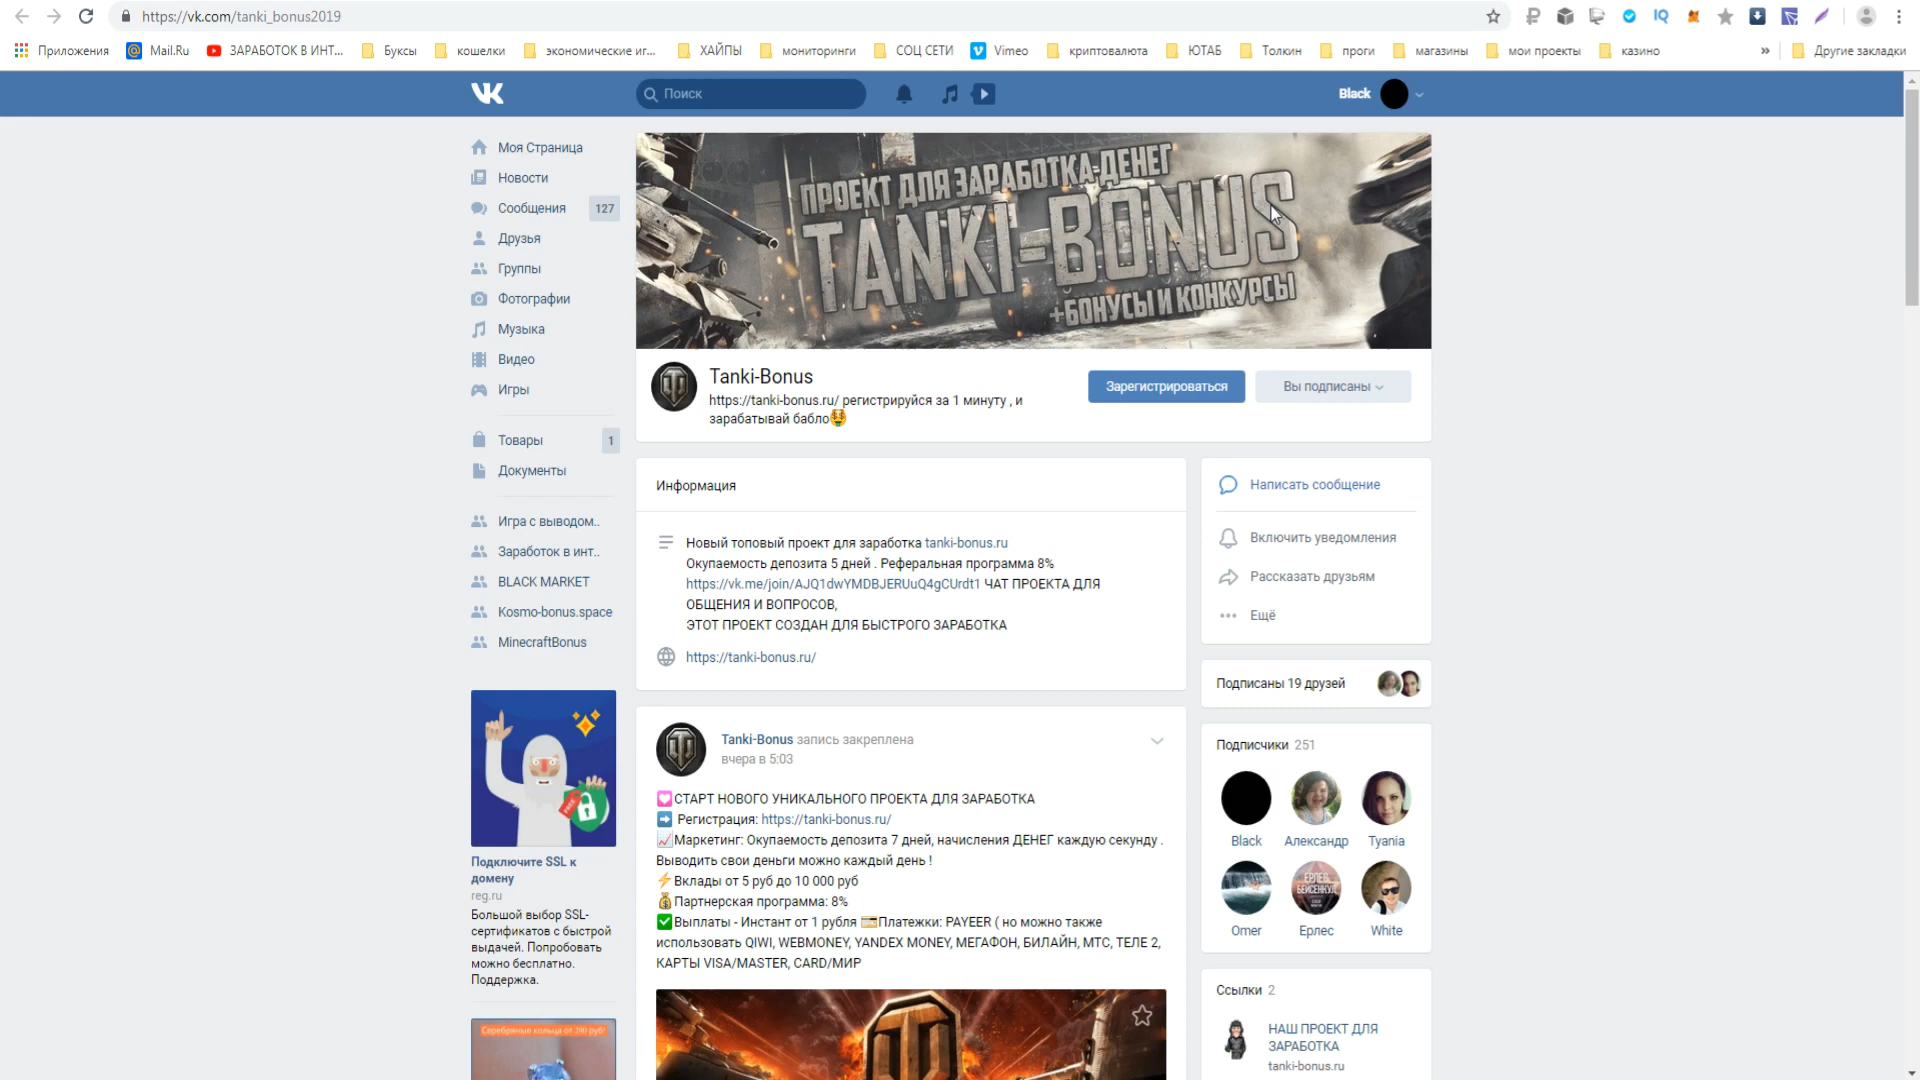 https://vk.com/tanki_bonus2019
Приложения
Mail.Ru
ЗАРАБОТОК В ИНТ...
Буксы
кошелки
экономические иг...
ХАЙПЫ
мониторинги
СОЦ СЕТИ
Vimeo
криптовалюта
ЮТАБ
Толкин
проги
магазины
мои проекты
казино
»
Другие закладки
Поиск
Black
Моя Страница
Новости
Сообщения 127
Друзья
Группы
Фотографии
Музыка
Видео
Игры
Товары 1
Документы
Игра с выводом..
Заработок в инт..
BLACK MARKET
Kosmo-bonus.space
MinecraftBonus
FREE
Подключите SSL к
домену
reg.ru
Большой выбор SSL-
сертификатов с быстрой
выдачей. Попробовать
можно бесплатно.
Поддержка.
Серебряные кольца от 390 руб!
ПРОЕКТ ДЛЯ ЗАРАБОТКА ДЕНЕГ
TANKI-BONUS
+БОНУСЫ И КОНКУРСЫ
Tanki-Bonus
https://tanki-bonus.ru/ регистрируйся за 1 минуту , и
зарабатывай бабло🤑
Зарегистрироваться
Вы подписаны
Информация
Новый топовый проект для заработка tanki-bonus.ru
Окупаемость депозита 5 дней . Реферальная программа 8%
https://vk.me/join/AJQ1dwYMDBJERUuQ4gCUrdt1 ЧАТ ПРОЕКТА ДЛЯ
ОБЩЕНИЯ И ВОПРОСОВ,
ЭТОТ ПРОЕКТ СОЗДАН ДЛЯ БЫСТРОГО ЗАРАБОТКА
https://tanki-bonus.ru/
Tanki-Bonus запись закреплена
вчера в 5:03
💟СТАРТ НОВОГО УНИКАЛЬНОГО ПРОЕКТА ДЛЯ ЗАРАБОТКА
➡ Регистрация: https://tanki-bonus.ru/
📈Маркетинг: Окупаемость депозита 7 дней, начисления ДЕНЕГ каждую секунду .
Выводить свои деньги можно каждый день !
⚡Вклады от 5 руб до 10 000 руб
💰Партнерская программа: 8%
✅Выплаты - Инстант от 1 рубля 💳Платежки: PAYEER ( но можно также
использовать QIWI, WEBMONEY, YANDEX MONEY, МЕГАФОН, БИЛАЙН, МТС, ТЕЛЕ 2,
КАРТЫ VISA/MASTER, CARD/МИР
Написать сообщение
Включить уведомления
Рассказать друзьям
Ещё
Подписаны 19 друзей
Подписчики 251
Black
Александр
Tyania
Omer
Ерлес
White
Ссылки 2
НАШ ПРОЕКТ ДЛЯ
ЗАРАБОТКА
tanki-bonus.ru